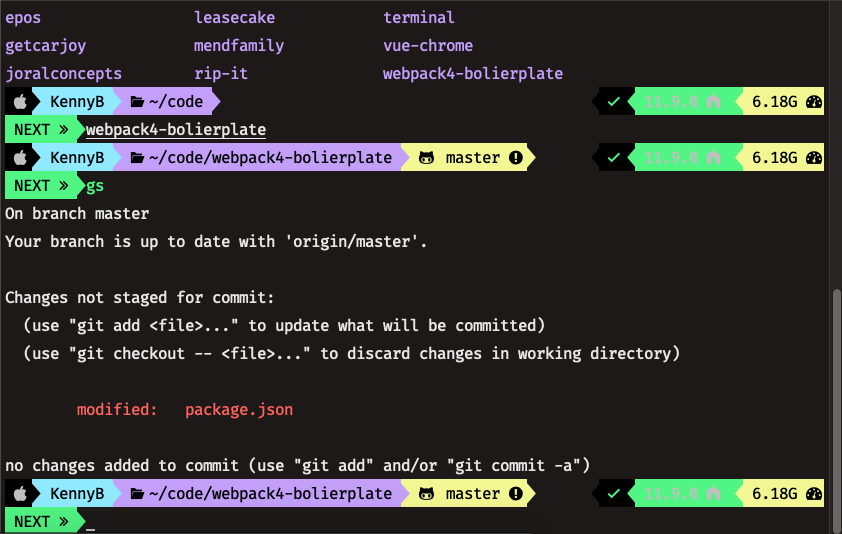 epos leasecake terminal
getcarjoy mendfamily vue-chrome
joralconcepts rip-it webpack4-bolierplate
KennyB ~/code ✓ 11.9.0 6.18G
NEXT » webpack4-bolierplate
KennyB ~/code/webpack4-bolierplate master ✓ 11.9.0 6.18G
NEXT » gs
On branch master
Your branch is up to date with 'origin/master'.
Changes not staged for commit:
(use "git add <file>..." to update what will be committed)
(use "git checkout -- <file>..." to discard changes in working directory)
modified: package.json
no changes added to commit (use "git add" and/or "git commit -a")
KennyB ~/code/webpack4-bolierplate master ✓ 11.9.0 6.18G
NEXT » _